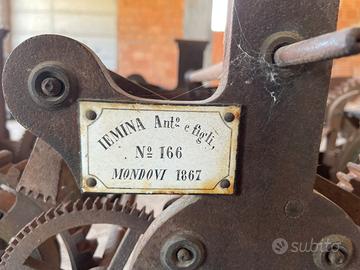 IEMINA Antº e figli,
Nº 166
MONDOVI 1867
subito